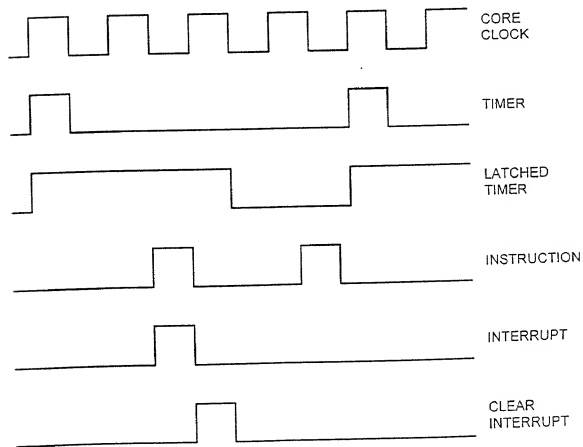 CORE
CLOCK
TIMER
LATCHED
TIMER
INSTRUCTION
INTERRUPT
CLEAR
INTERRUPT